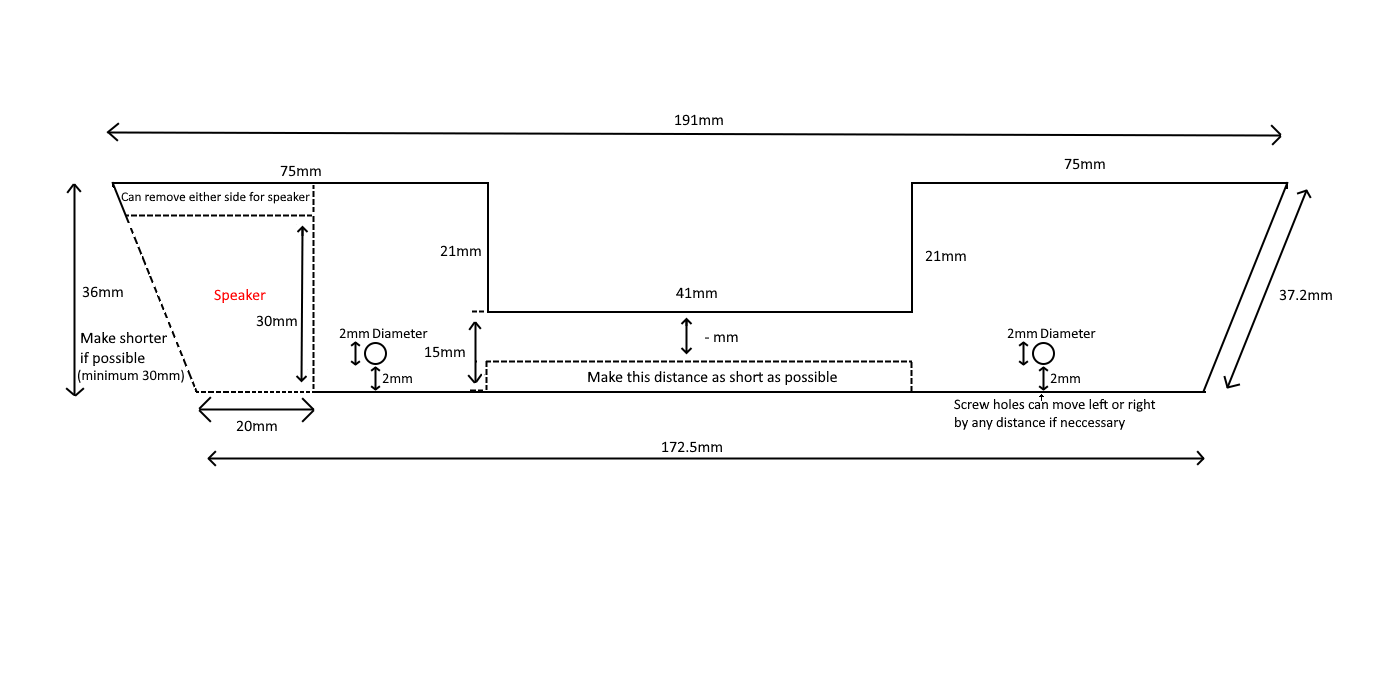 191mm
75mm
75mm
Can remove either side for speaker
21mm
21mm
36mm
Speaker
41mm
37.2mm
30mm
2mm Diameter
2mm Diameter
Make shorter
if possible
(minimum 30mm)
15mm
- mm
2mm
Make this distance as short as possible
2mm
Screw holes can move left or right
by any distance if neccessary
20mm
172.5mm